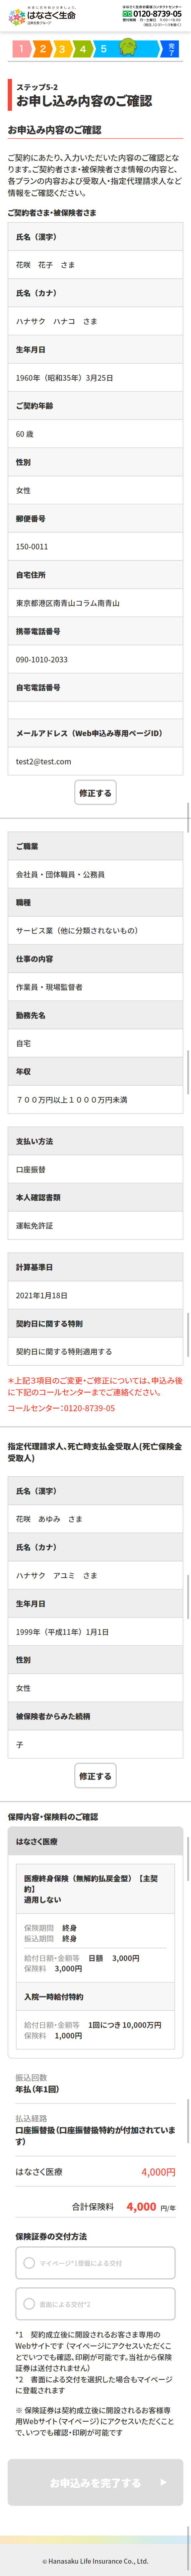 はなさく生命
日本生命グループ
はなさく生命お客様コンタクトセンター
0120-8739-05
1
2
3
4
5
完了
ステップ5-2
お申し込み内容のご確認
お申込み内容のご確認
ご契約にあたり、入力いただいた内容のご確認とな
ります。ご契約者さま・被保険者さま情報の内容と、
各プランの内容および受取人・指定代理請求人など
情報をご確認ください。
ご契約者さま・被保険者さま
氏名（漢字）
花咲　花子　さま
氏名（カナ）
ハナサク　ハナコ　さま
生年月日
1960年（昭和35年）3月25日
ご契約年齢
60 歳
性別
女性
郵便番号
150-0011
自宅住所
東京都港区南青山コラム南青山
携帯電話番号
090-1010-2033
自宅電話番号
メールアドレス（Web申込み専用ページID）
test2@test.com
修正する
ご職業
会社員・団体職員・公務員
職種
サービス業（他に分類されないもの）
仕事の内容
作業員・現場監督者
勤務先名
自宅
年収
７００万円以上１０００万円未満
支払い方法
口座振替
本人確認書類
運転免許証
計算基準日
2021年1月18日
契約日に関する特則
契約日に関する特則適用する
＊上記３項目のご変更・ご修正については、申込み後
に下記のコールセンターまでご連絡ください。
コールセンター：0120-8739-05
指定代理請求人、死亡時支払金受取人(死亡保険金
受取人)
氏名（漢字）
花咲　あゆみ　さま
氏名（カナ）
ハナサク　アユミ　さま
生年月日
1999年（平成11年）1月1日
性別
女性
被保険者からみた続柄
子
修正する
保障内容・保険料のご確認
はなさく医療
医療終身保険（無解約払戻金型）【主契
約】
適用しない
保険期間　終身
振込期間　終身
給付日額・金額等　日額　3,000円
保険料　3,000円
入院一時給付特約
給付日額・金額等　1回につき 10,000万円
保険料　1,000円
振込回数
年払（年1回）
払込経路
口座振替扱（口座振替扱特約が付加されていま
す）
はなさく医療　4,000円
合計保険料　4,000 円/年
保険証券の交付方法
マイページ*1登載による交付
書面による交付*2
*1　契約成立後に開設されるお客さま専用の
Webサイトです（マイページにアクセスいただくこ
とでいつでも確認、印刷が可能です。当社から保険
証券は送付されません）
*2　書面による交付を選択した場合もマイページ
に登載されます
※ 保険証券は契約成立後に開設されるお客様専
用Webサイト（マイページ）にアクセスいただくこと
で、いつでも確認・印刷が可能です
お申込みを完了する
© Hanasaku Life Insurance Co., Ltd.